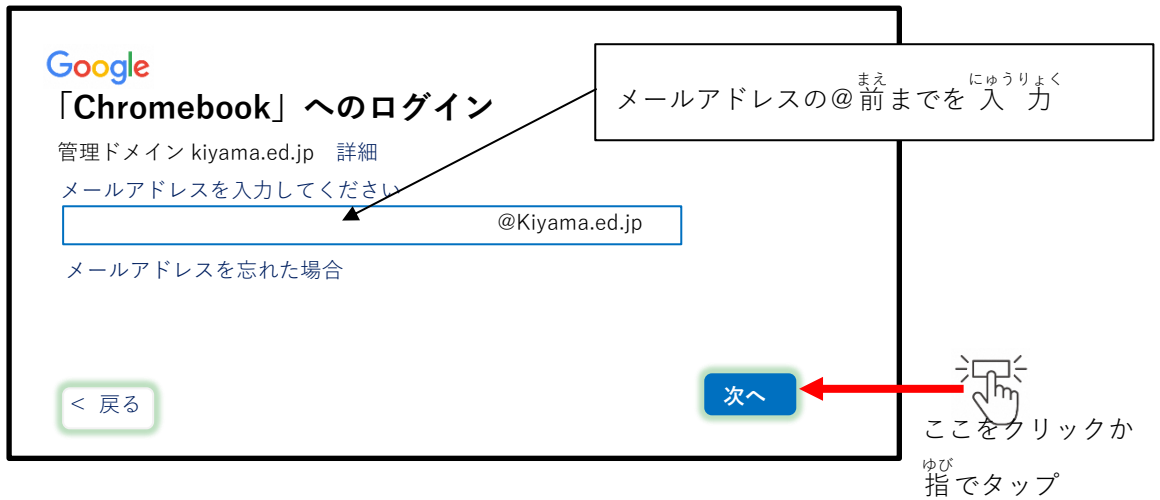 Google
「Chromebook」へのログイン
管理ドメイン kiyama.ed.jp 詳細
メールアドレスを入力してください
@Kiyama.ed.jp
メールアドレスを忘れた場合
< 戻る
次へ
まえ にゅうりょく
メールアドレスの@前までを入力
ここをクリックか
ゆび
指でタップ